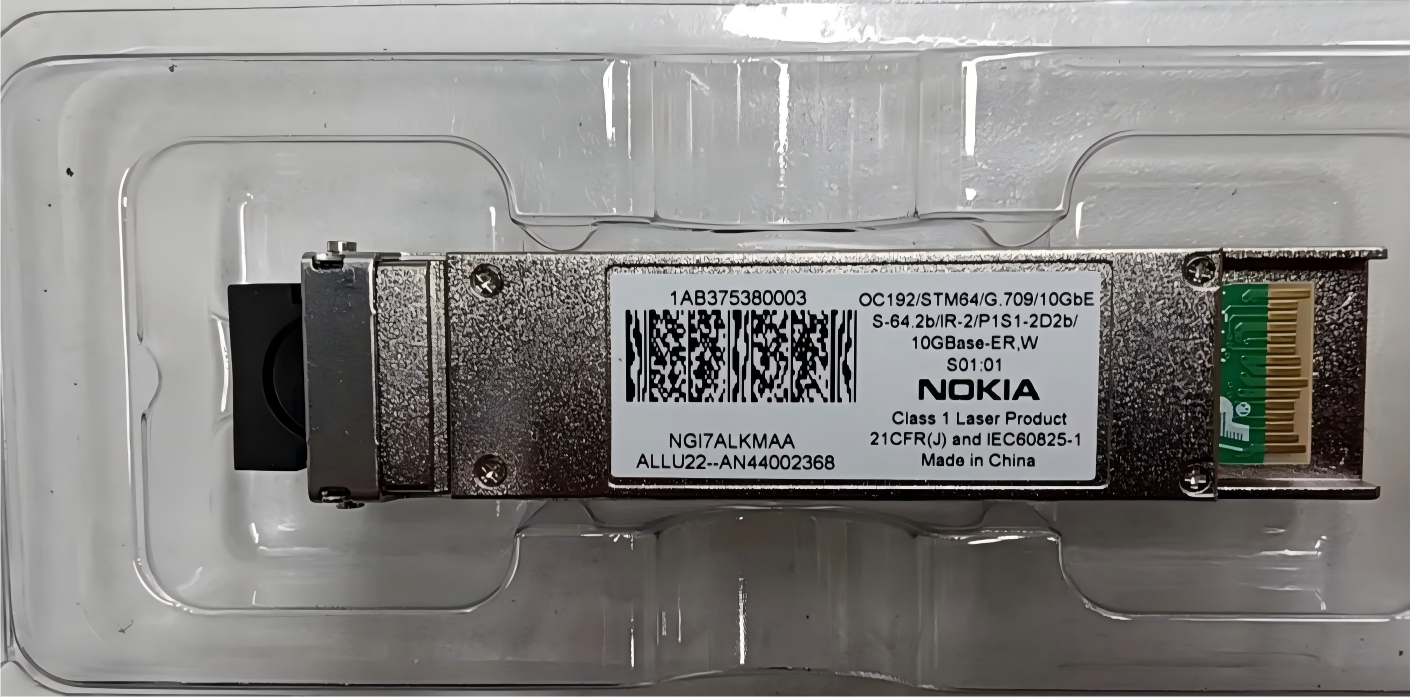 1AB375380003
NGI7ALKMAA
ALLU22--AN44002368
OC192/STM64/G.709/10GbE
S-64.2b/IR-2/P1S1-2D2b/
10GBase-ER,W
S01:01
NOKIA
Class 1 Laser Product
21CFR(J) and IEC60825-1
Made in China